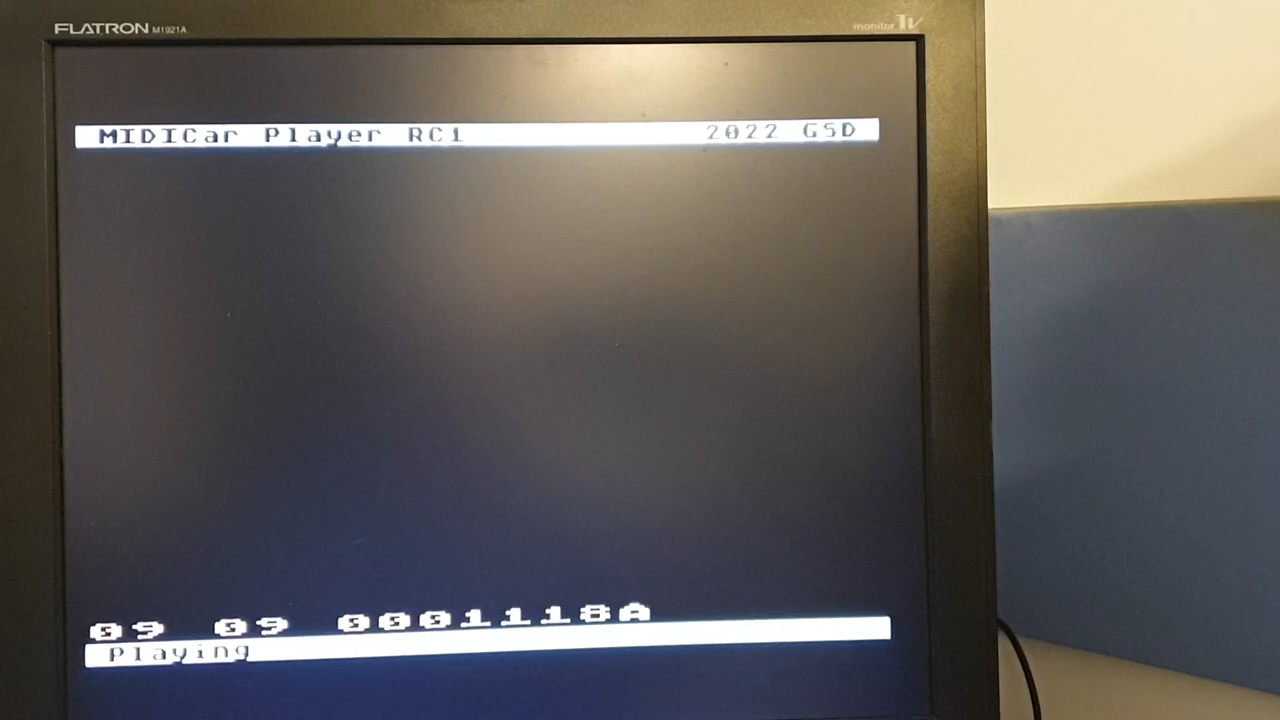 FLATRON M1921A
monitor TV
MIDICar Player RC1 2022 GSD
09 09 0001118A
Playing